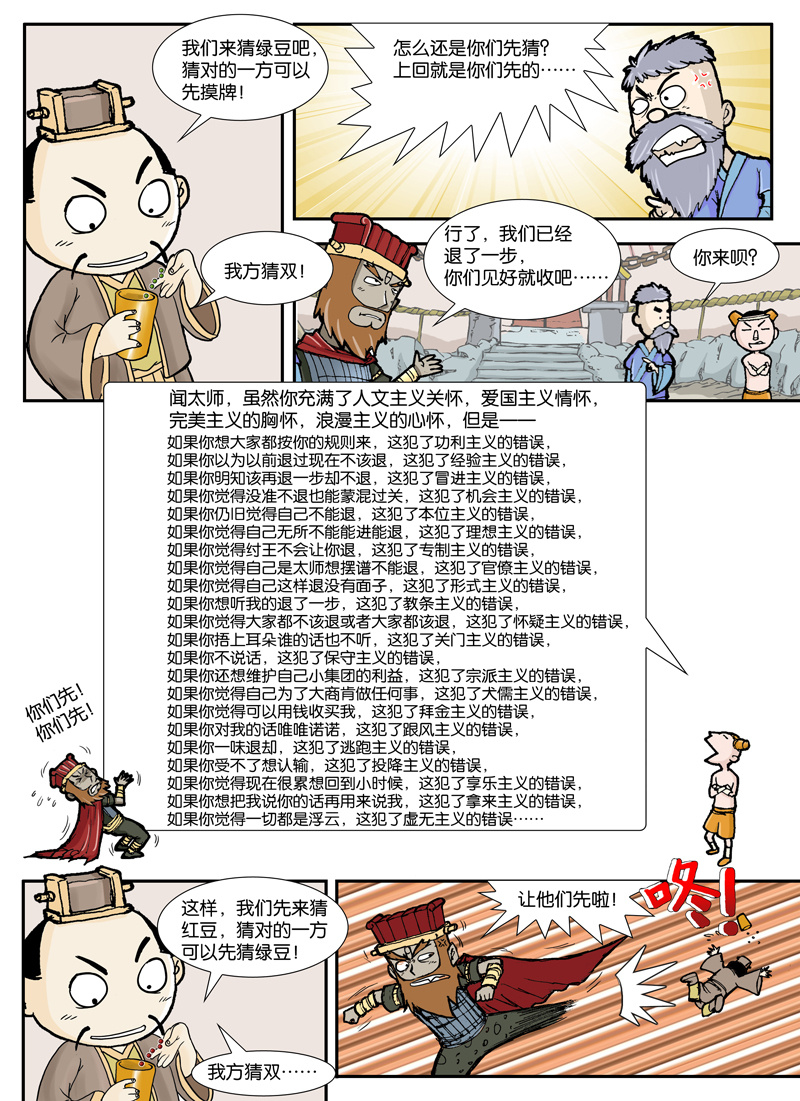 我们来猜绿豆吧，
猜对的一方可以
先摸牌！
我方猜双！
怎么还是你们先猜？
上回就是你们先的……
行了，我们已经
退了一步，
你们见好就收吧……
你来呗？
闻太师，虽然你充满了人文主义关怀，爱国主义情怀，
完美主义的胸怀，浪漫主义的心怀，但是——
如果你想大家都按你的规则来，这犯了功利主义的错误，
如果你以为以前退过现在不该退，这犯了经验主义的错误，
如果你明知该再退一步却不退，这犯了冒进主义的错误，
如果你觉得没准不退也能蒙混过关，这犯了机会主义的错误，
如果你仍旧觉得自己不能退，这犯了本位主义的错误，
如果你觉得自己无所不能能进能退，这犯了理想主义的错误，
如果你觉得纣王不会让你退，这犯了专制主义的错误，
如果你觉得自己是太师想摆谱不能退，这犯了官僚主义的错误，
如果你觉得自己这样退没有面子，这犯了形式主义的错误，
如果你想听我的退了一步，这犯了教条主义的错误，
如果你觉得大家都不该退或者大家都该退，这犯了怀疑主义的错误，
如果你捂上耳朵谁的话也不听，这犯了关门主义的错误，
如果你不说话，这犯了保守主义的错误，
如果你还想维护自己小集团的利益，这犯了宗派主义的错误，
如果你觉得自己为了大商肯做任何事，这犯了犬儒主义的错误，
如果你觉得可以用钱收买我，这犯了拜金主义的错误，
如果你对我的话唯唯诺诺，这犯了跟风主义的错误，
如果你一味退却，这犯了逃跑主义的错误，
如果你受不了想认输，这犯了投降主义的错误，
如果你觉得现在很累想回到小时候，这犯了享乐主义的错误，
如果你想把我说你的话再用来说我，这犯了拿来主义的错误，
如果你觉得一切都是浮云，这犯了虚无主义的错误……
你们先！
你们先！
这样，我们先来猜
红豆，猜对的一方
可以先猜绿豆！
我方猜双……
让他们先啦！
咚！